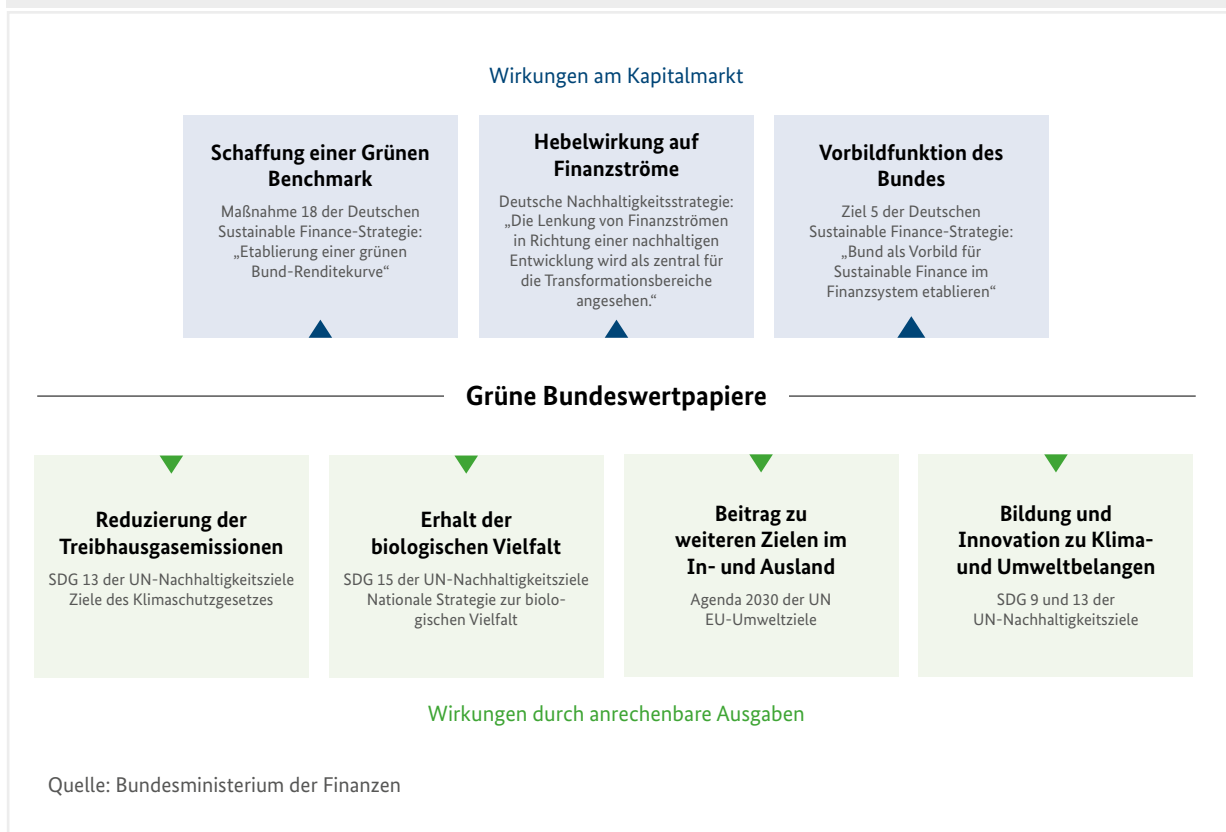 Wirkungen am Kapitalmarkt
Schaffung einer Grünen
Benchmark
Maßnahme 18 der Deutschen
Sustainable Finance-Strategie:
„Etablierung einer grünen
Bund-Renditekurve“
Hebelwirkung auf
Finanzströme
Deutsche Nachhaltigkeitsstrategie:
„Die Lenkung von Finanzströmen
in Richtung einer nachhaltigen
Entwicklung wird als zentral für
die Transformationsbereiche
angesehen.“
Vorbildfunktion des
Bundes
Ziel 5 der Deutschen
Sustainable Finance-Strategie:
„Bund als Vorbild für
Sustainable Finance im
Finanzsystem etablieren“
Grüne Bundeswertpapiere
Reduzierung der
Treibhausgasemissionen
SDG 13 der UN-Nachhaltigkeitsziele
Ziele des Klimaschutzgesetzes
Erhalt der
biologischen Vielfalt
SDG 15 der UN-Nachhaltigkeitsziele
Nationale Strategie zur biolo-
gischen Vielfalt
Beitrag zu
weiteren Zielen im
In- und Ausland
Agenda 2030 der UN
EU-Umweltziele
Bildung und
Innovation zu Klima-
und Umweltbelangen
SDG 9 und 13 der
UN-Nachhaltigkeitsziele
Wirkungen durch anrechenbare Ausgaben
Quelle: Bundesministerium der Finanzen